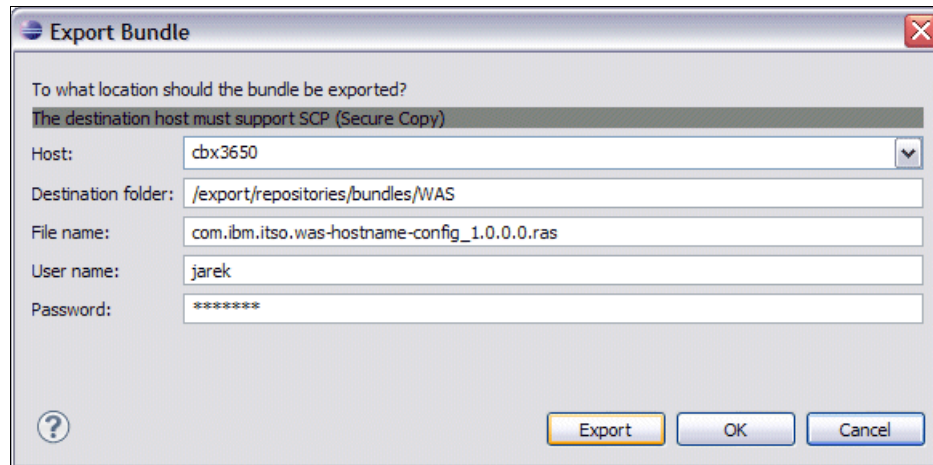 Export Bundle
To what location should the bundle be exported?
The destination host must support SCP (Secure Copy)
Host: cbx3650
Destination folder: /export/repositories/bundles/WAS
File name: com.ibm.itso.was-hostname-config_1.0.0.0.ras
User name: jarek
Password: *******
? Export OK Cancel